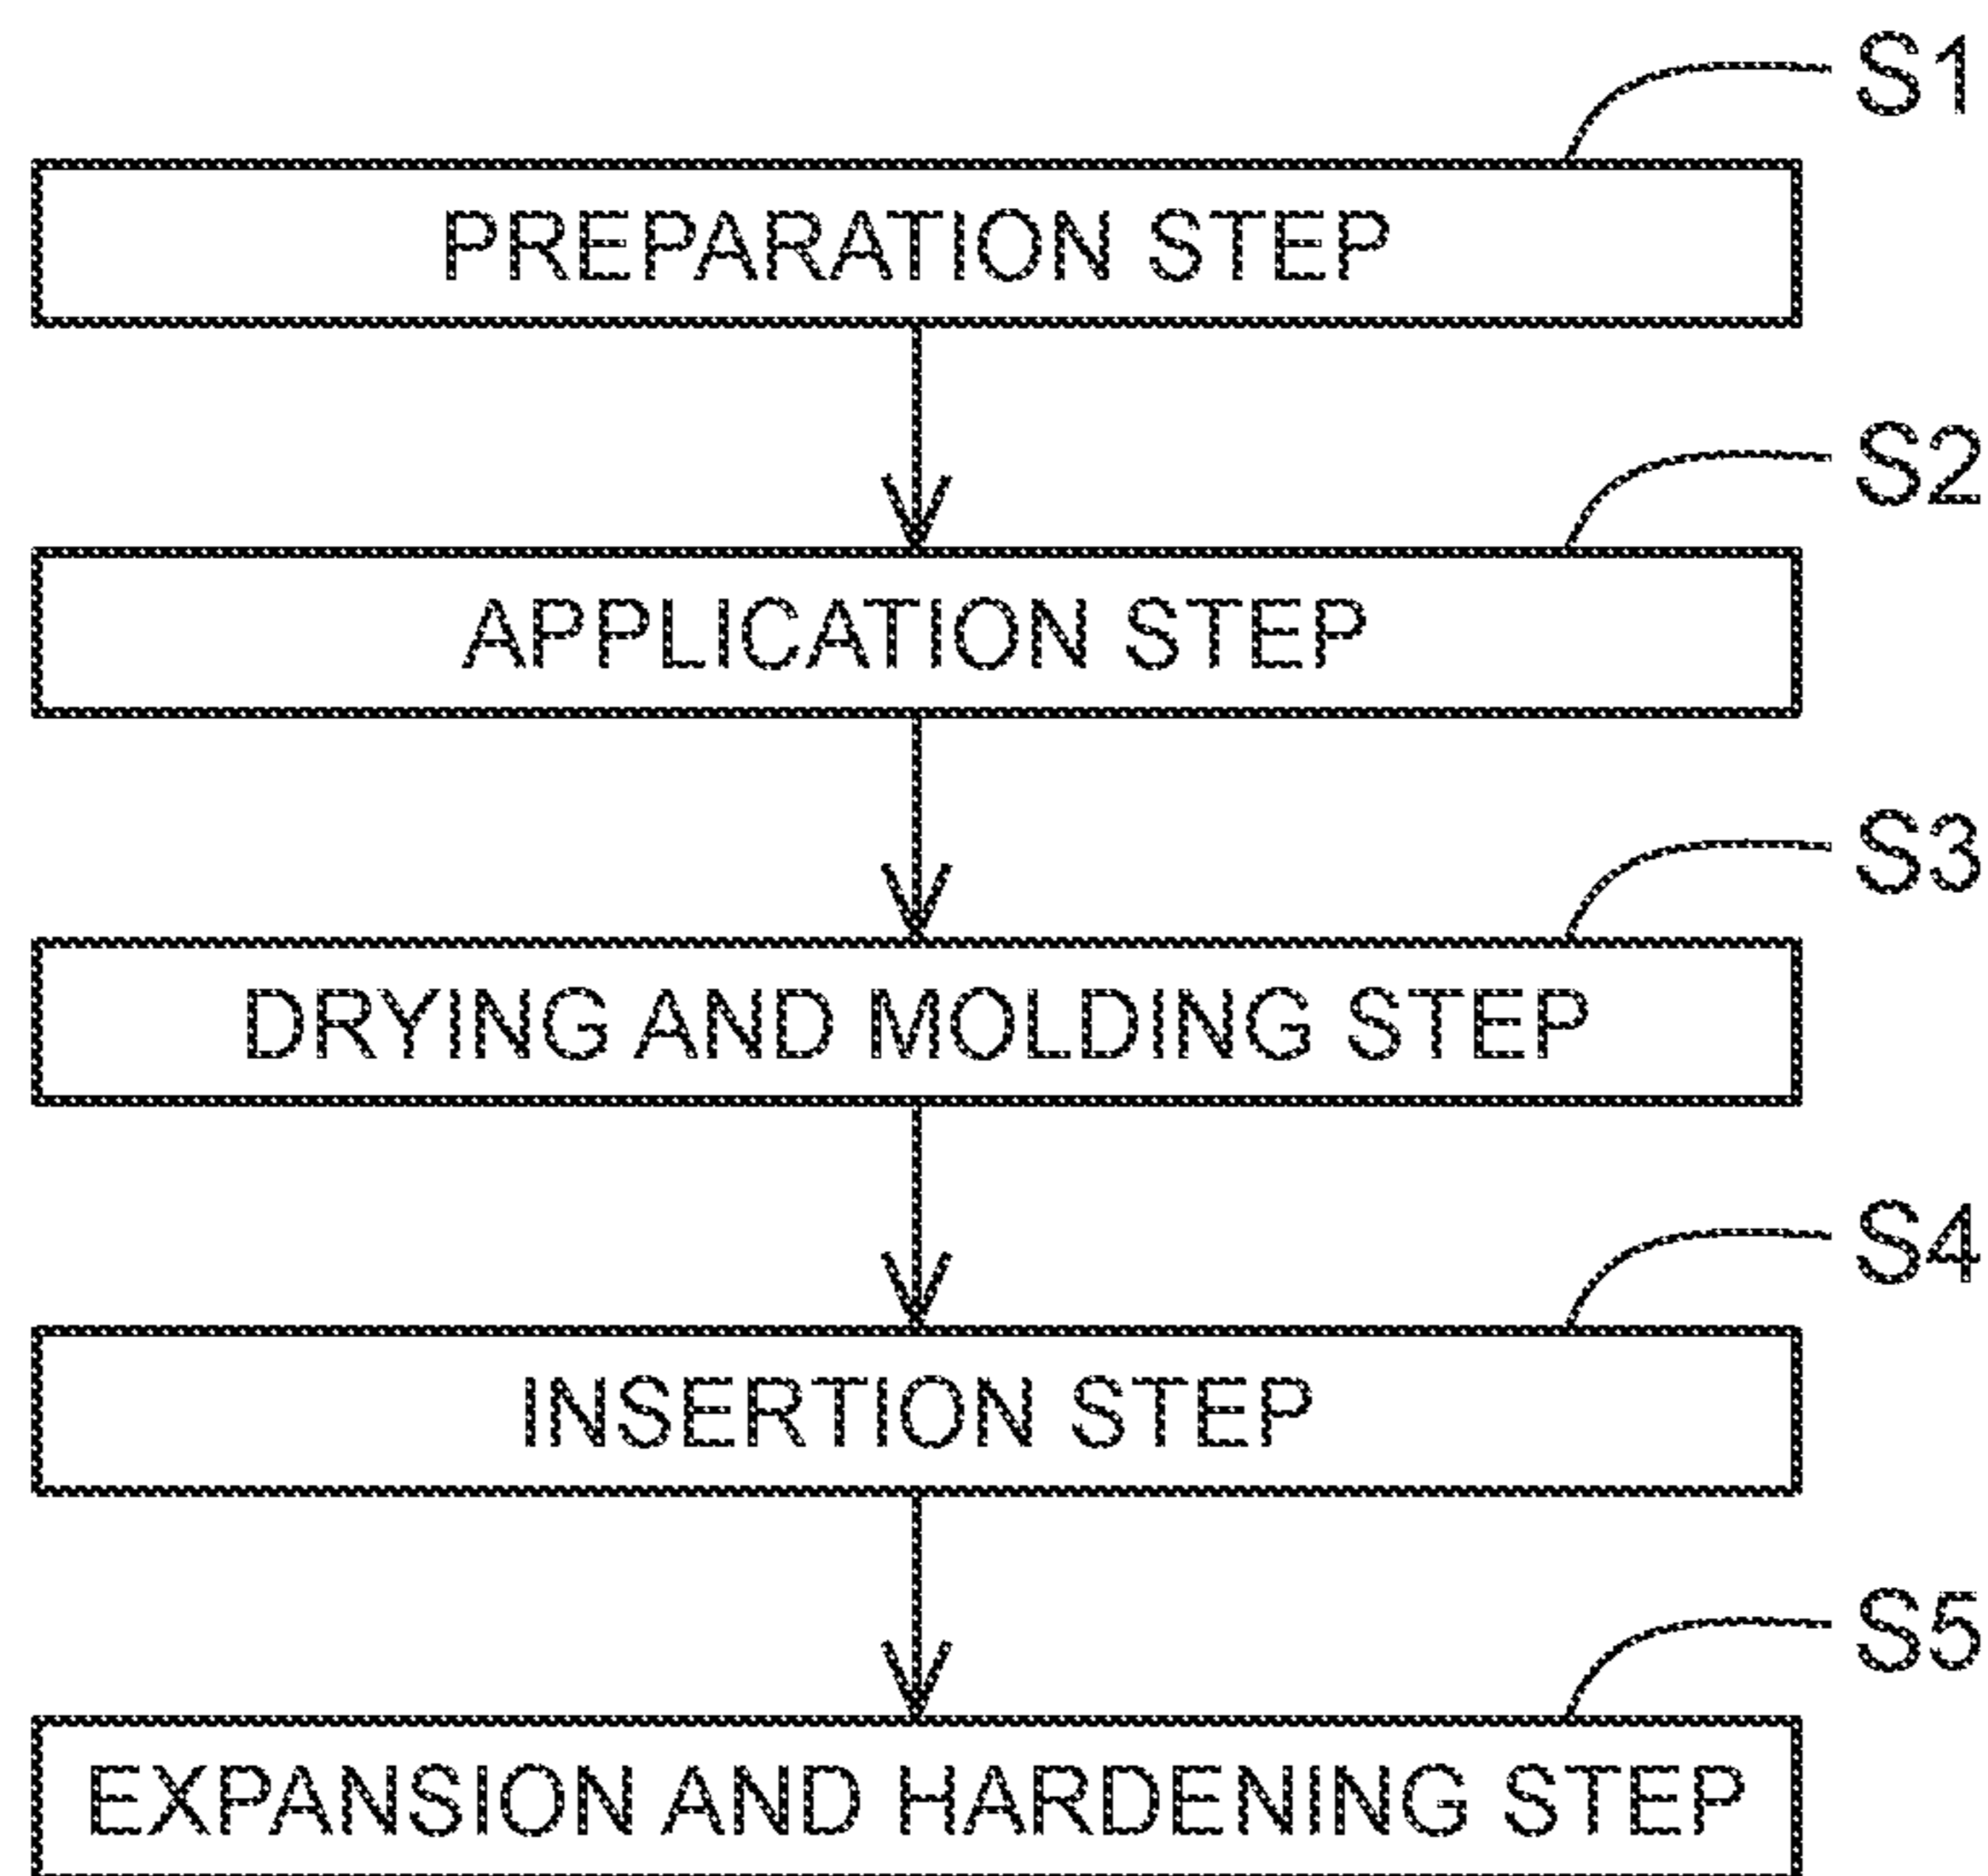 S1
PREPARATION STEP
S2
APPLICATION STEP
S3
DRYING AND MOLDING STEP
S4
INSERTION STEP
S5
EXPANSION AND HARDENING STEP